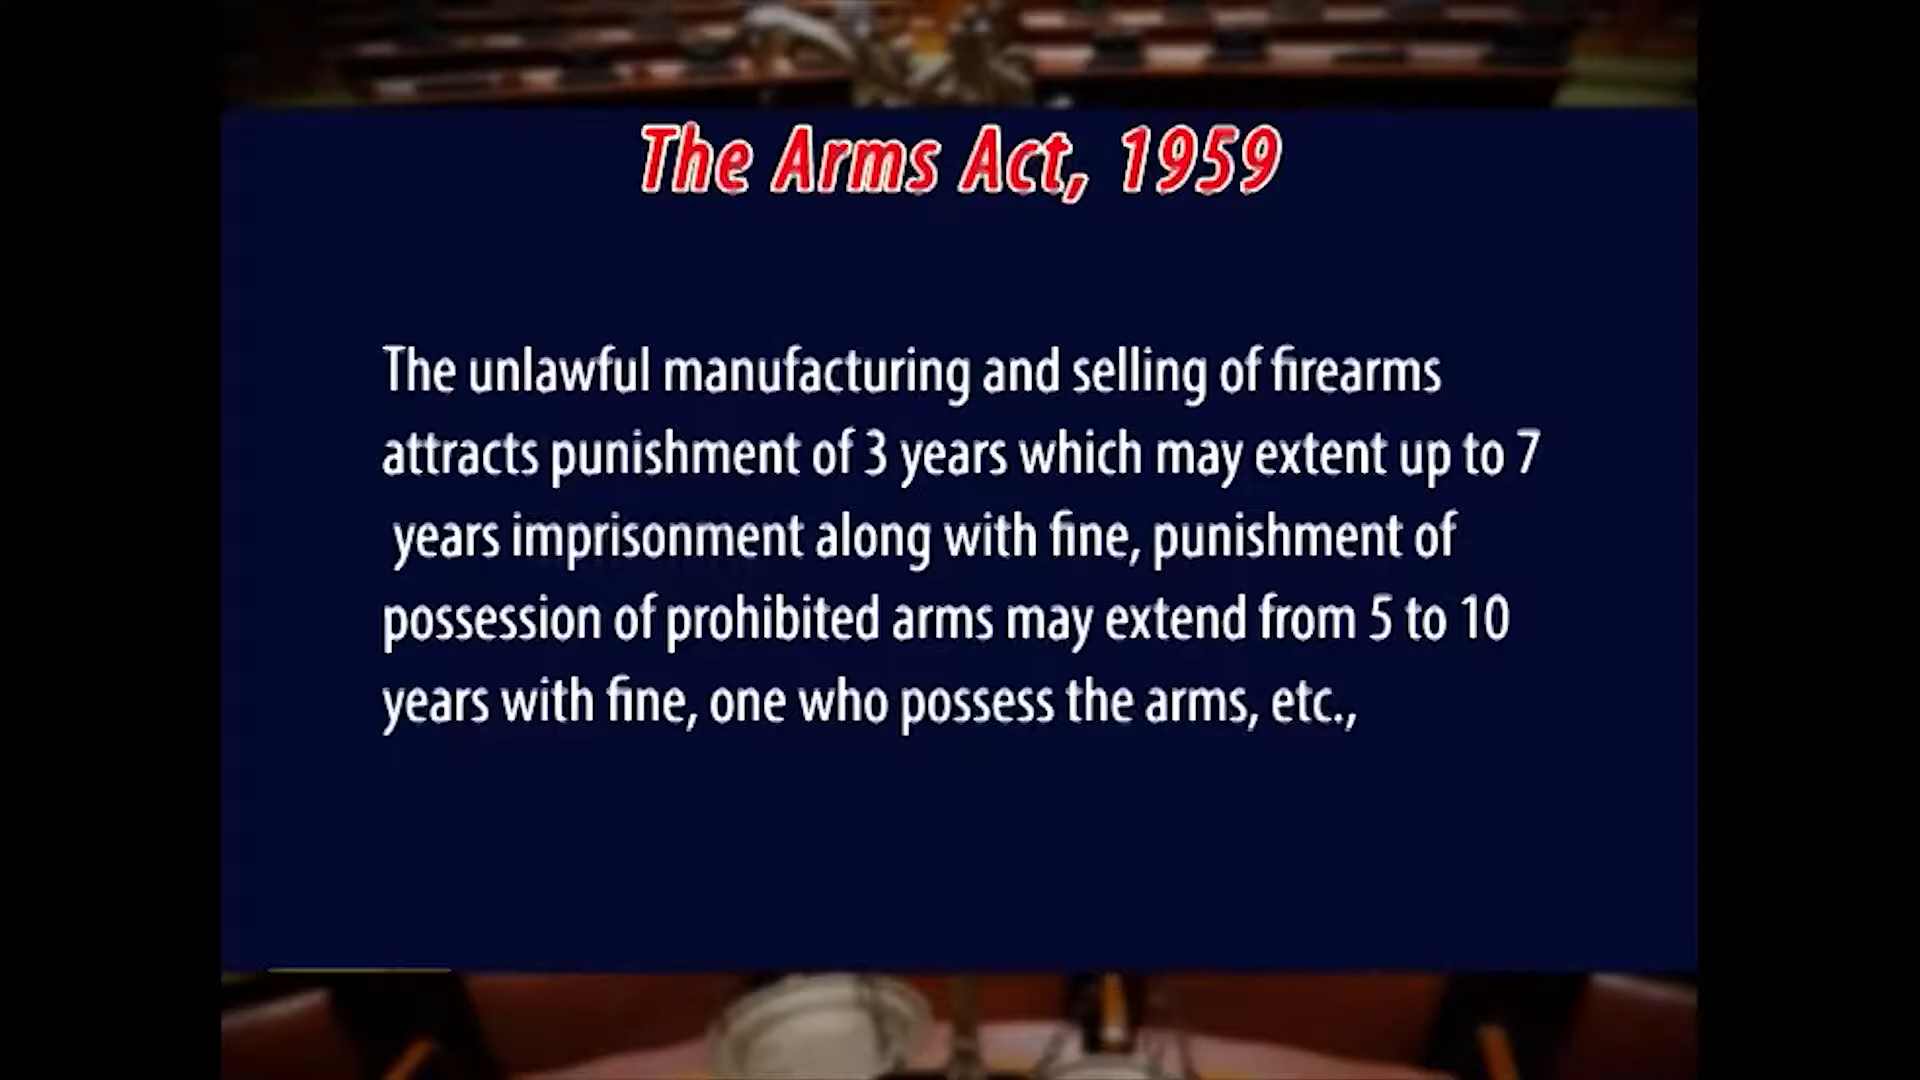 The Arms Act, 1959
The unlawful manufacturing and selling of firearms
attracts punishment of 3 years which may extent up to 7
years imprisonment along with fine, punishment of
possession of prohibited arms may extend from 5 to 10
years with fine, one who possess the arms, etc.,